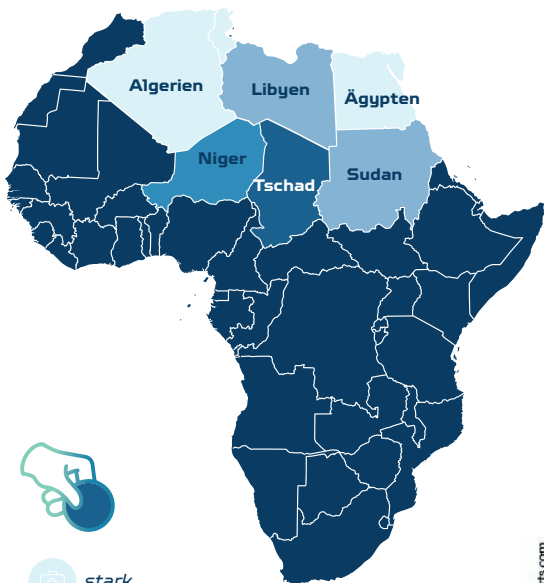 Algerien
Libyen
Ägypten
Niger
Tschad
Sudan
stark